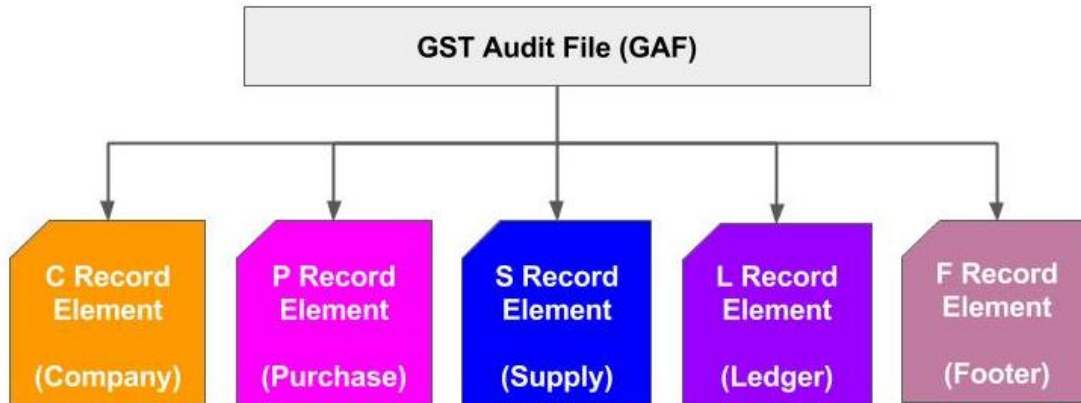 GST Audit File (GAF)
C Record
Element
(Company)
P Record
Element
(Purchase)
S Record
Element
(Supply)
L Record
Element
(Ledger)
F Record
Element
(Footer)